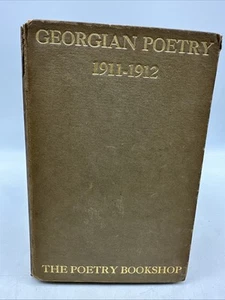 GEORGIAN POETRY
1911-1912
THE POETRY BOOKSHOP